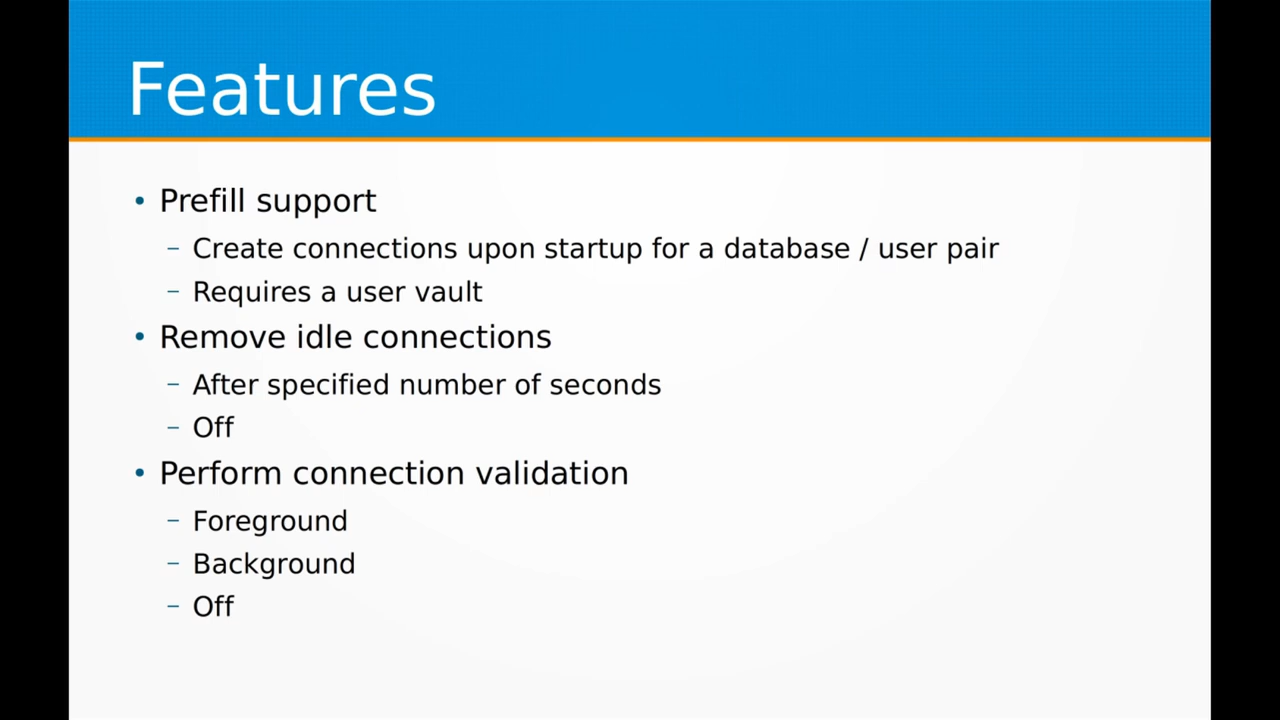 Features
• Prefill support
– Create connections upon startup for a database / user pair
– Requires a user vault
• Remove idle connections
– After specified number of seconds
– Off
• Perform connection validation
– Foreground
– Background
– Off